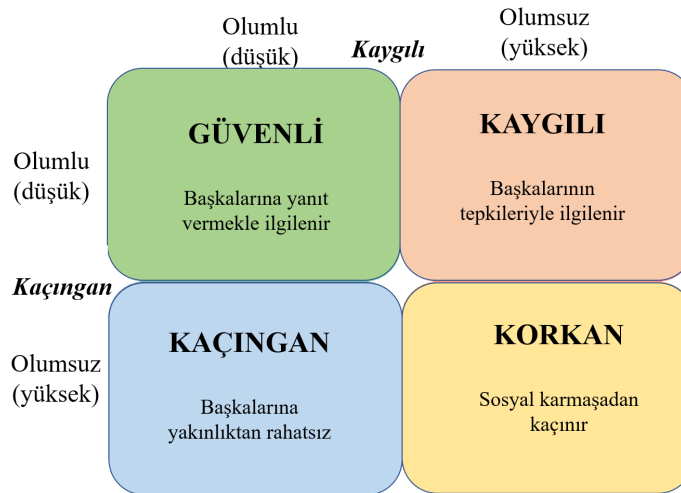 Olumlu
(düşük)
Kaygılı
Olumsuz
(yüksek)
Olumlu
(düşük)
GÜVENLİ
Başkalarına yanıt
vermekle ilgilenir
KAYGILI
Başkalarının
tepkileriyle ilgilenir
Kaçıngan
Olumsuz
(yüksek)
KAÇINGAN
Başkalarına
yakınlıktan rahatsız
KORKAN
Sosyal karmaşadan
kaçınır